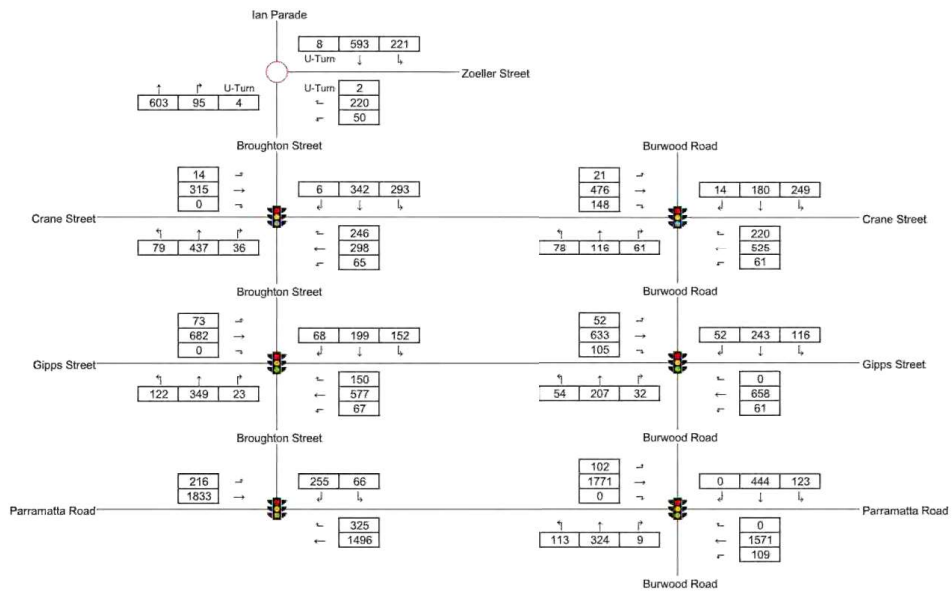 Ian Parade
8 593 221
U-Turn
Zoeller Street
U-Turn
603 95 4
U-Turn 2
220
50
Broughton Street
Burwood Road
14
315
0
6 342 293
21
476
148
14 180 249
Crane Street
Crane Street
79 437 36
246
298
65
78 116 61
220
525
61
Broughton Street
Burwood Road
73
682
0
68 199 152
52
633
105
52 243 116
Gipps Street
Gipps Street
122 349 23
150
577
67
54 207 32
0
658
61
Broughton Street
Burwood Road
216
1833
255 66
102
1771
0
0 444 123
Parramatta Road
Parramatta Road
325
1496
113 324 9
0
1571
109
Burwood Road